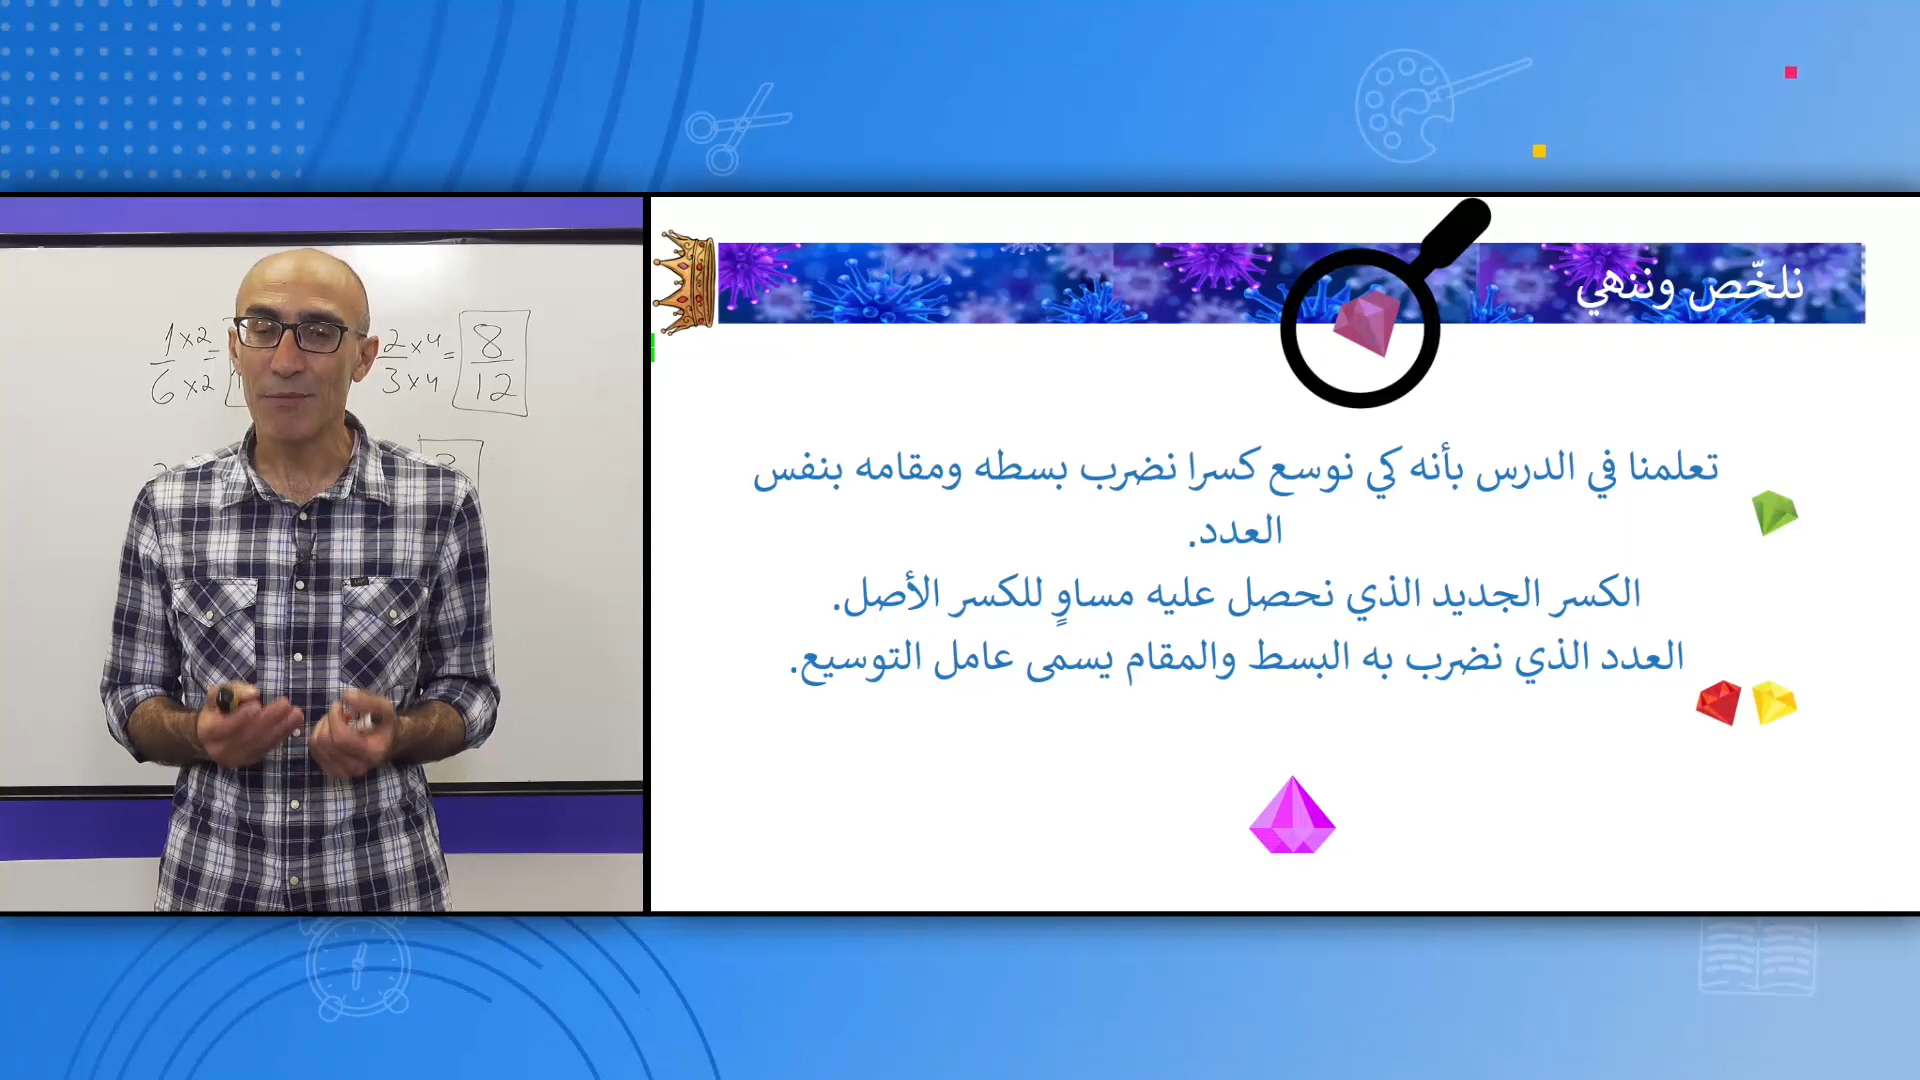 نلخّص وننهي
تعلمنا في الدرس بأنه كي نوسع كسرا نضرب بسطه ومقامه بنفس
العدد.
الكسر الجديد الذي نحصل عليه مساوٍ للكسر الأصل.
العدد الذي نضرب به البسط والمقام يسمى عامل التوسيع.
1 x 2 =
6 x 2
2 x 4 = 8
3 x 4 12